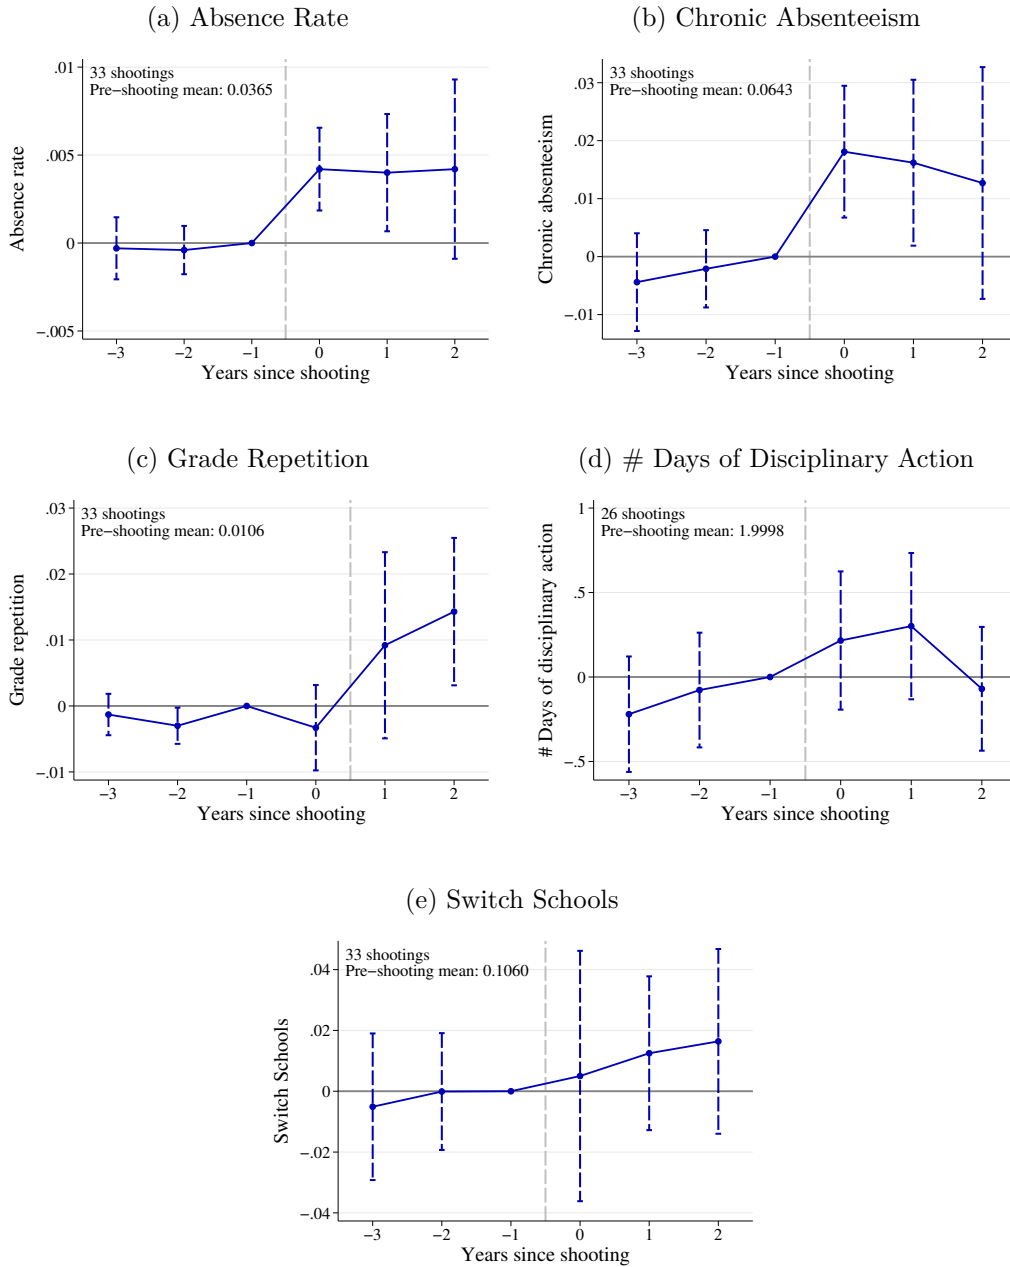 (a) Absence Rate
33 shootings
Pre−shooting mean: 0.0365
Absence rate
.01
.005
0
−.005
−3 −2 −1 0 1 2
Years since shooting
(b) Chronic Absenteeism
33 shootings
Pre−shooting mean: 0.0643
Chronic absenteeism
.03
.02
.01
0
−.01
−3 −2 −1 0 1 2
Years since shooting
(c) Grade Repetition
33 shootings
Pre−shooting mean: 0.0106
Grade repetition
.03
.02
.01
0
−.01
−3 −2 −1 0 1 2
Years since shooting
(d) # Days of Disciplinary Action
26 shootings
Pre−shooting mean: 1.9998
# Days of disciplinary action
1
.5
0
−.5
−3 −2 −1 0 1 2
Years since shooting
(e) Switch Schools
33 shootings
Pre−shooting mean: 0.1060
Switch Schools
.04
.02
0
−.02
−.04
−3 −2 −1 0 1 2
Years since shooting